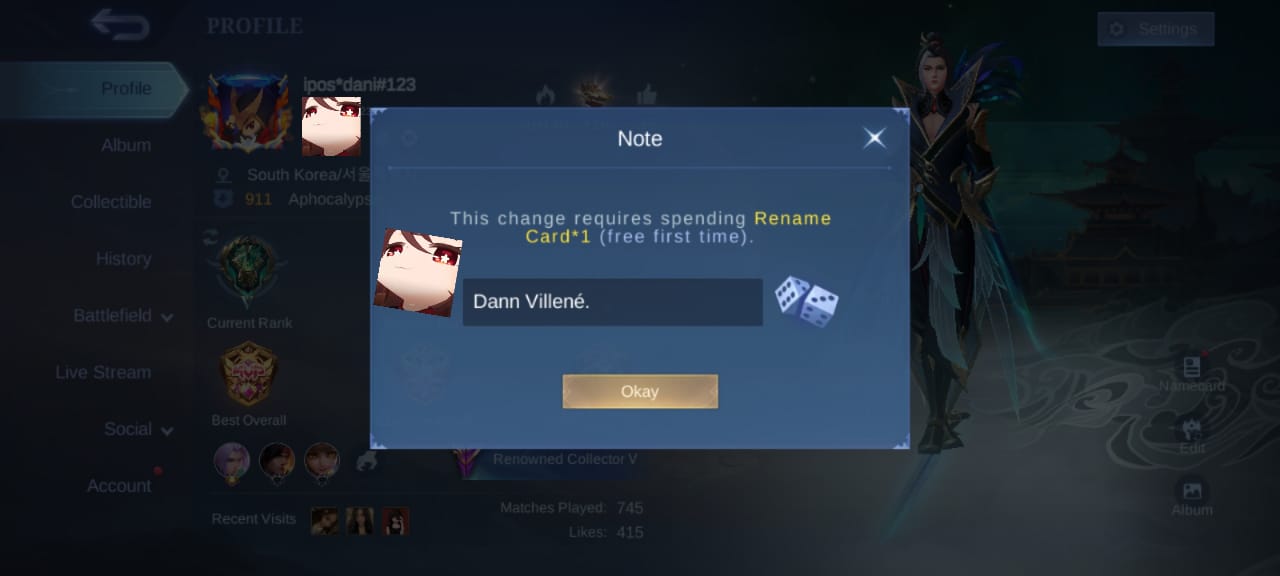 PROFILE
Settings
Profile
ipos*dani#123
Album
South Korea/서울
Collectible
911 Aphocalyps
History
Current Rank
Battlefield
Live Stream
Best Overall
Social
Account
Recent Visits
Note
This change requires spending Rename
Card*1 (free first time).
Dann Villené.
Okay
Renowned Collector V
Matches Played: 745
Likes: 415
Namecard
Edit
Album